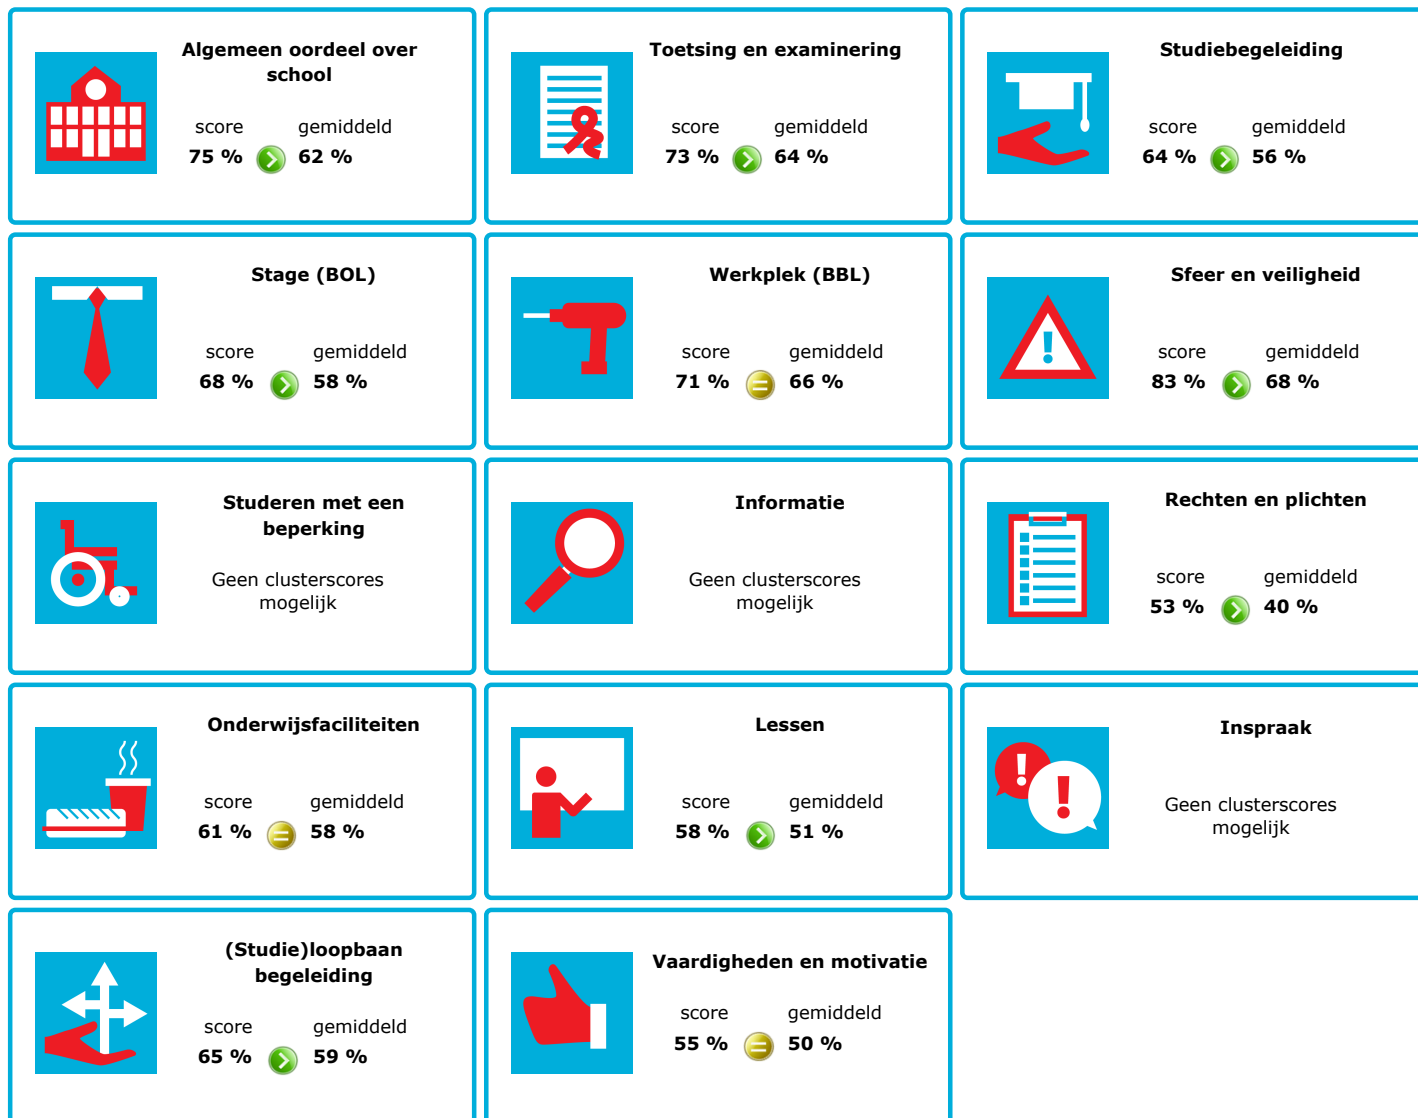 Algemeen oordeel over
school
score gemiddeld
75 % 62 %
Toetsing en examinering
score gemiddeld
73 % 64 %
Studiebegeleiding
score gemiddeld
64 % 56 %
Stage (BOL)
score gemiddeld
68 % 58 %
Werkplek (BBL)
score gemiddeld
71 % = 66 %
Sfeer en veiligheid
!
score gemiddeld
83 % 68 %
Studeren met een
beperking
Geen clusterscores
mogelijk
Informatie
Geen clusterscores
mogelijk
Rechten en plichten
score gemiddeld
53 % 40 %
Onderwijsfaciliteiten
score gemiddeld
61 % = 58 %
Lessen
score gemiddeld
58 % 51 %
Inspraak
! !
Geen clusterscores
mogelijk
(Studie)loopbaan
begeleiding
score gemiddeld
65 % 59 %
Vaardigheden en motivatie
score gemiddeld
55 % = 50 %